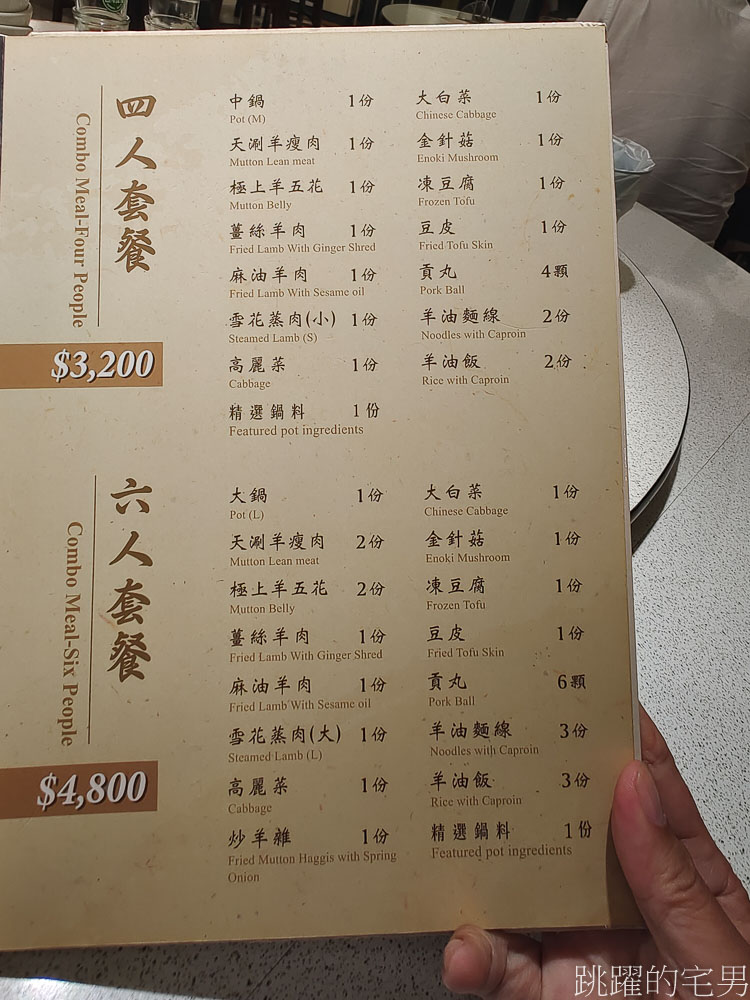 四人套餐
Combo Meal-Four People
$3,200
中鍋 1份
Pot (M)
天涮羊瘦肉 1份
Mutton Lean meat
極上羊五花 1份
Mutton Belly
薑絲羊肉 1份
Fried Lamb With Ginger Shred
麻油羊肉 1份
Fried Lamb With Sesame oil
雪花蒸肉(小) 1份
Steamed Lamb (S)
高麗菜 1份
Cabbage
精選鍋料 1份
Featured pot ingredients
大白菜 1份
Chinese Cabbage
金針菇 1份
Enoki Mushroom
凍豆腐 1份
Frozen Tofu
豆皮 1份
Fried Tofu Skin
貢丸 4顆
Pork Ball
羊油麵線 2份
Noodles with Caproin
羊油飯 2份
Rice with Caproin
六人套餐
Combo Meal-Six People
$4,800
大鍋 1份
Pot (L)
天涮羊瘦肉 2份
Mutton Lean meat
極上羊五花 2份
Mutton Belly
薑絲羊肉 1份
Fried Lamb With Ginger Shred
麻油羊肉 1份
Fried Lamb With Sesame oil
雪花蒸肉(大) 1份
Steamed Lamb (L)
高麗菜 1份
Cabbage
炒羊雜 1份
Fried Mutton Haggis with Spring
Onion
大白菜 1份
Chinese Cabbage
金針菇 1份
Enoki Mushroom
凍豆腐 1份
Frozen Tofu
豆皮 1份
Fried Tofu Skin
貢丸 6顆
Pork Ball
羊油麵線 3份
Noodles with Caproin
羊油飯 3份
Rice with Caproin
精選鍋料 1份
Featured pot ingredients
跳躍的宅男